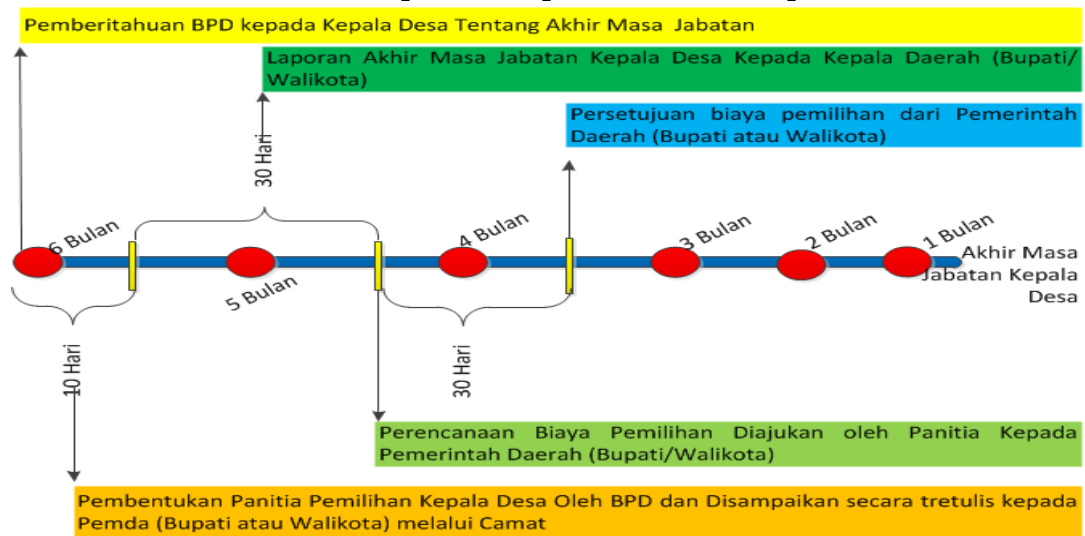 Pemberitahuan BPD kepada Kepala Desa Tentang Akhir Masa Jabatan
Laporan Akhir Masa Jabatan Kepala Desa Kepada Kepala Daerah (Bupati/
Walikota)
Persetujuan biaya pemilihan dari Pemerintah
Daerah (Bupati atau Walikota)
30 Hari
6 Bulan
4 Bulan
3 Bulan
2 Bulan
1 Bulan
Akhir Masa
Jabatan Kepala
Desa
5 Bulan
10 Hari
30 Hari
Perencanaan Biaya Pemilihan Diajukan oleh Panitia Kepada
Pemerintah Daerah (Bupati/Walikota)
Pembentukan Panitia Pemilihan Kepala Desa Oleh BPD dan Disampaikan secara tretulis kepada
Pemda (Bupati atau Walikota) melalui Camat